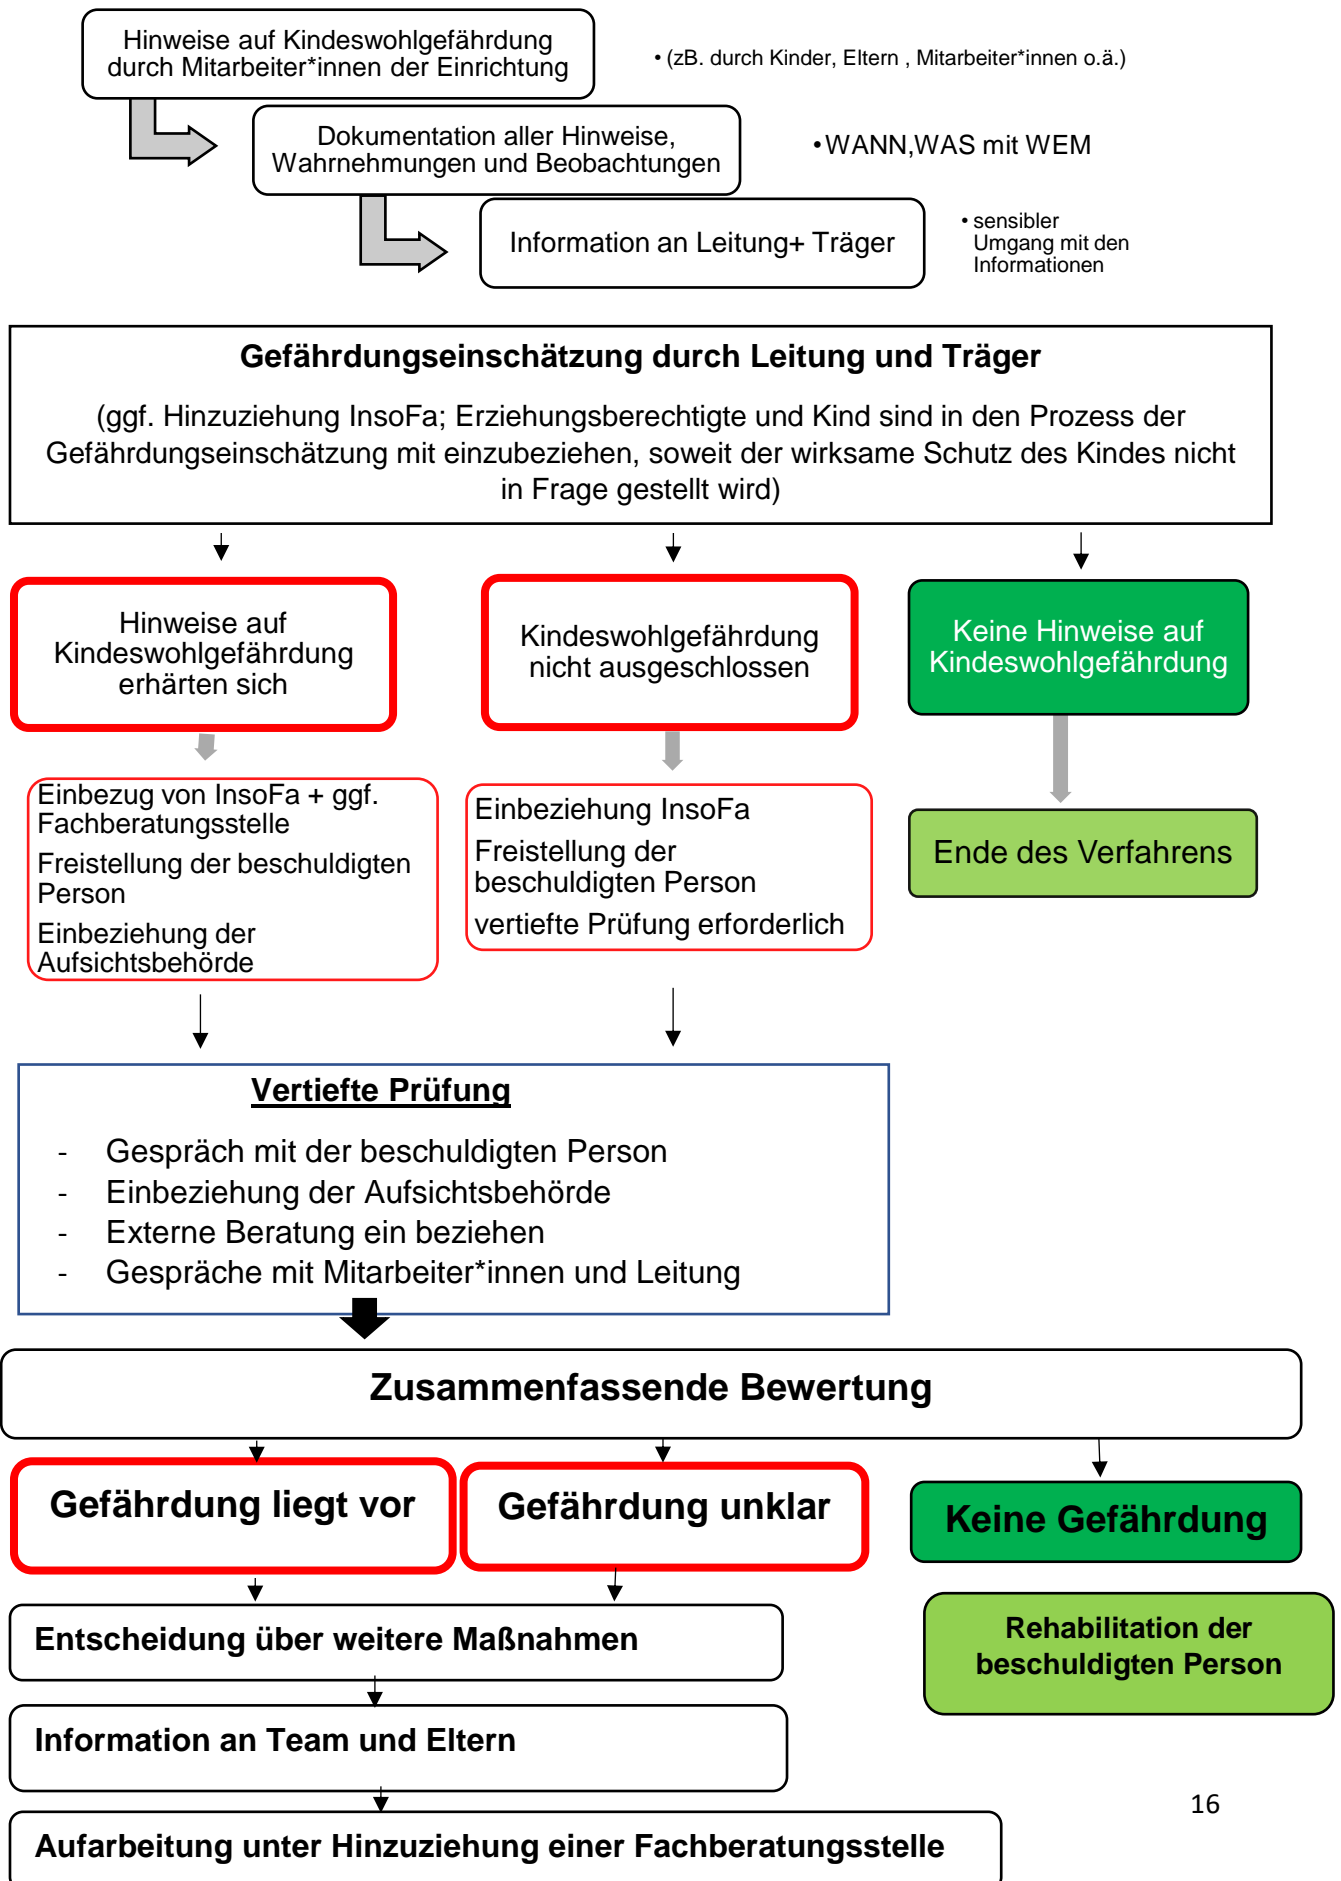 Hinweise auf Kindeswohlgefährdung
durch Mitarbeiter*innen der Einrichtung
• (zB. durch Kinder, Eltern , Mitarbeiter*innen o.ä.)
Dokumentation aller Hinweise,
Wahrnehmungen und Beobachtungen
•WANN,WAS mit WEM
Information an Leitung+ Träger
• sensibler
Umgang mit den
Informationen
Gefährdungseinschätzung durch Leitung und Träger
(ggf. Hinzuziehung InsoFa; Erziehungsberechtigte und Kind sind in den Prozess der
Gefährdungseinschätzung mit einzubeziehen, soweit der wirksame Schutz des Kindes nicht
in Frage gestellt wird)
Hinweise auf
Kindeswohlgefährdung
erhärten sich
Kindeswohlgefährdung
nicht ausgeschlossen
Keine Hinweise auf
Kindeswohlgefährdung
Einbezug von InsoFa + ggf.
Fachberatungsstelle
Freistellung der beschuldigten
Person
Einbeziehung der
Aufsichtsbehörde
Einbeziehung InsoFa
Freistellung der
beschuldigten Person
vertiefte Prüfung erforderlich
Ende des Verfahrens
Vertiefte Prüfung
- Gespräch mit der beschuldigten Person
- Einbeziehung der Aufsichtsbehörde
- Externe Beratung ein beziehen
- Gespräche mit Mitarbeiter*innen und Leitung
Zusammenfassende Bewertung
Gefährdung liegt vor
Gefährdung unklar
Keine Gefährdung
Entscheidung über weitere Maßnahmen
Rehabilitation der
beschuldigten Person
Information an Team und Eltern
16
Aufarbeitung unter Hinzuziehung einer Fachberatungsstelle